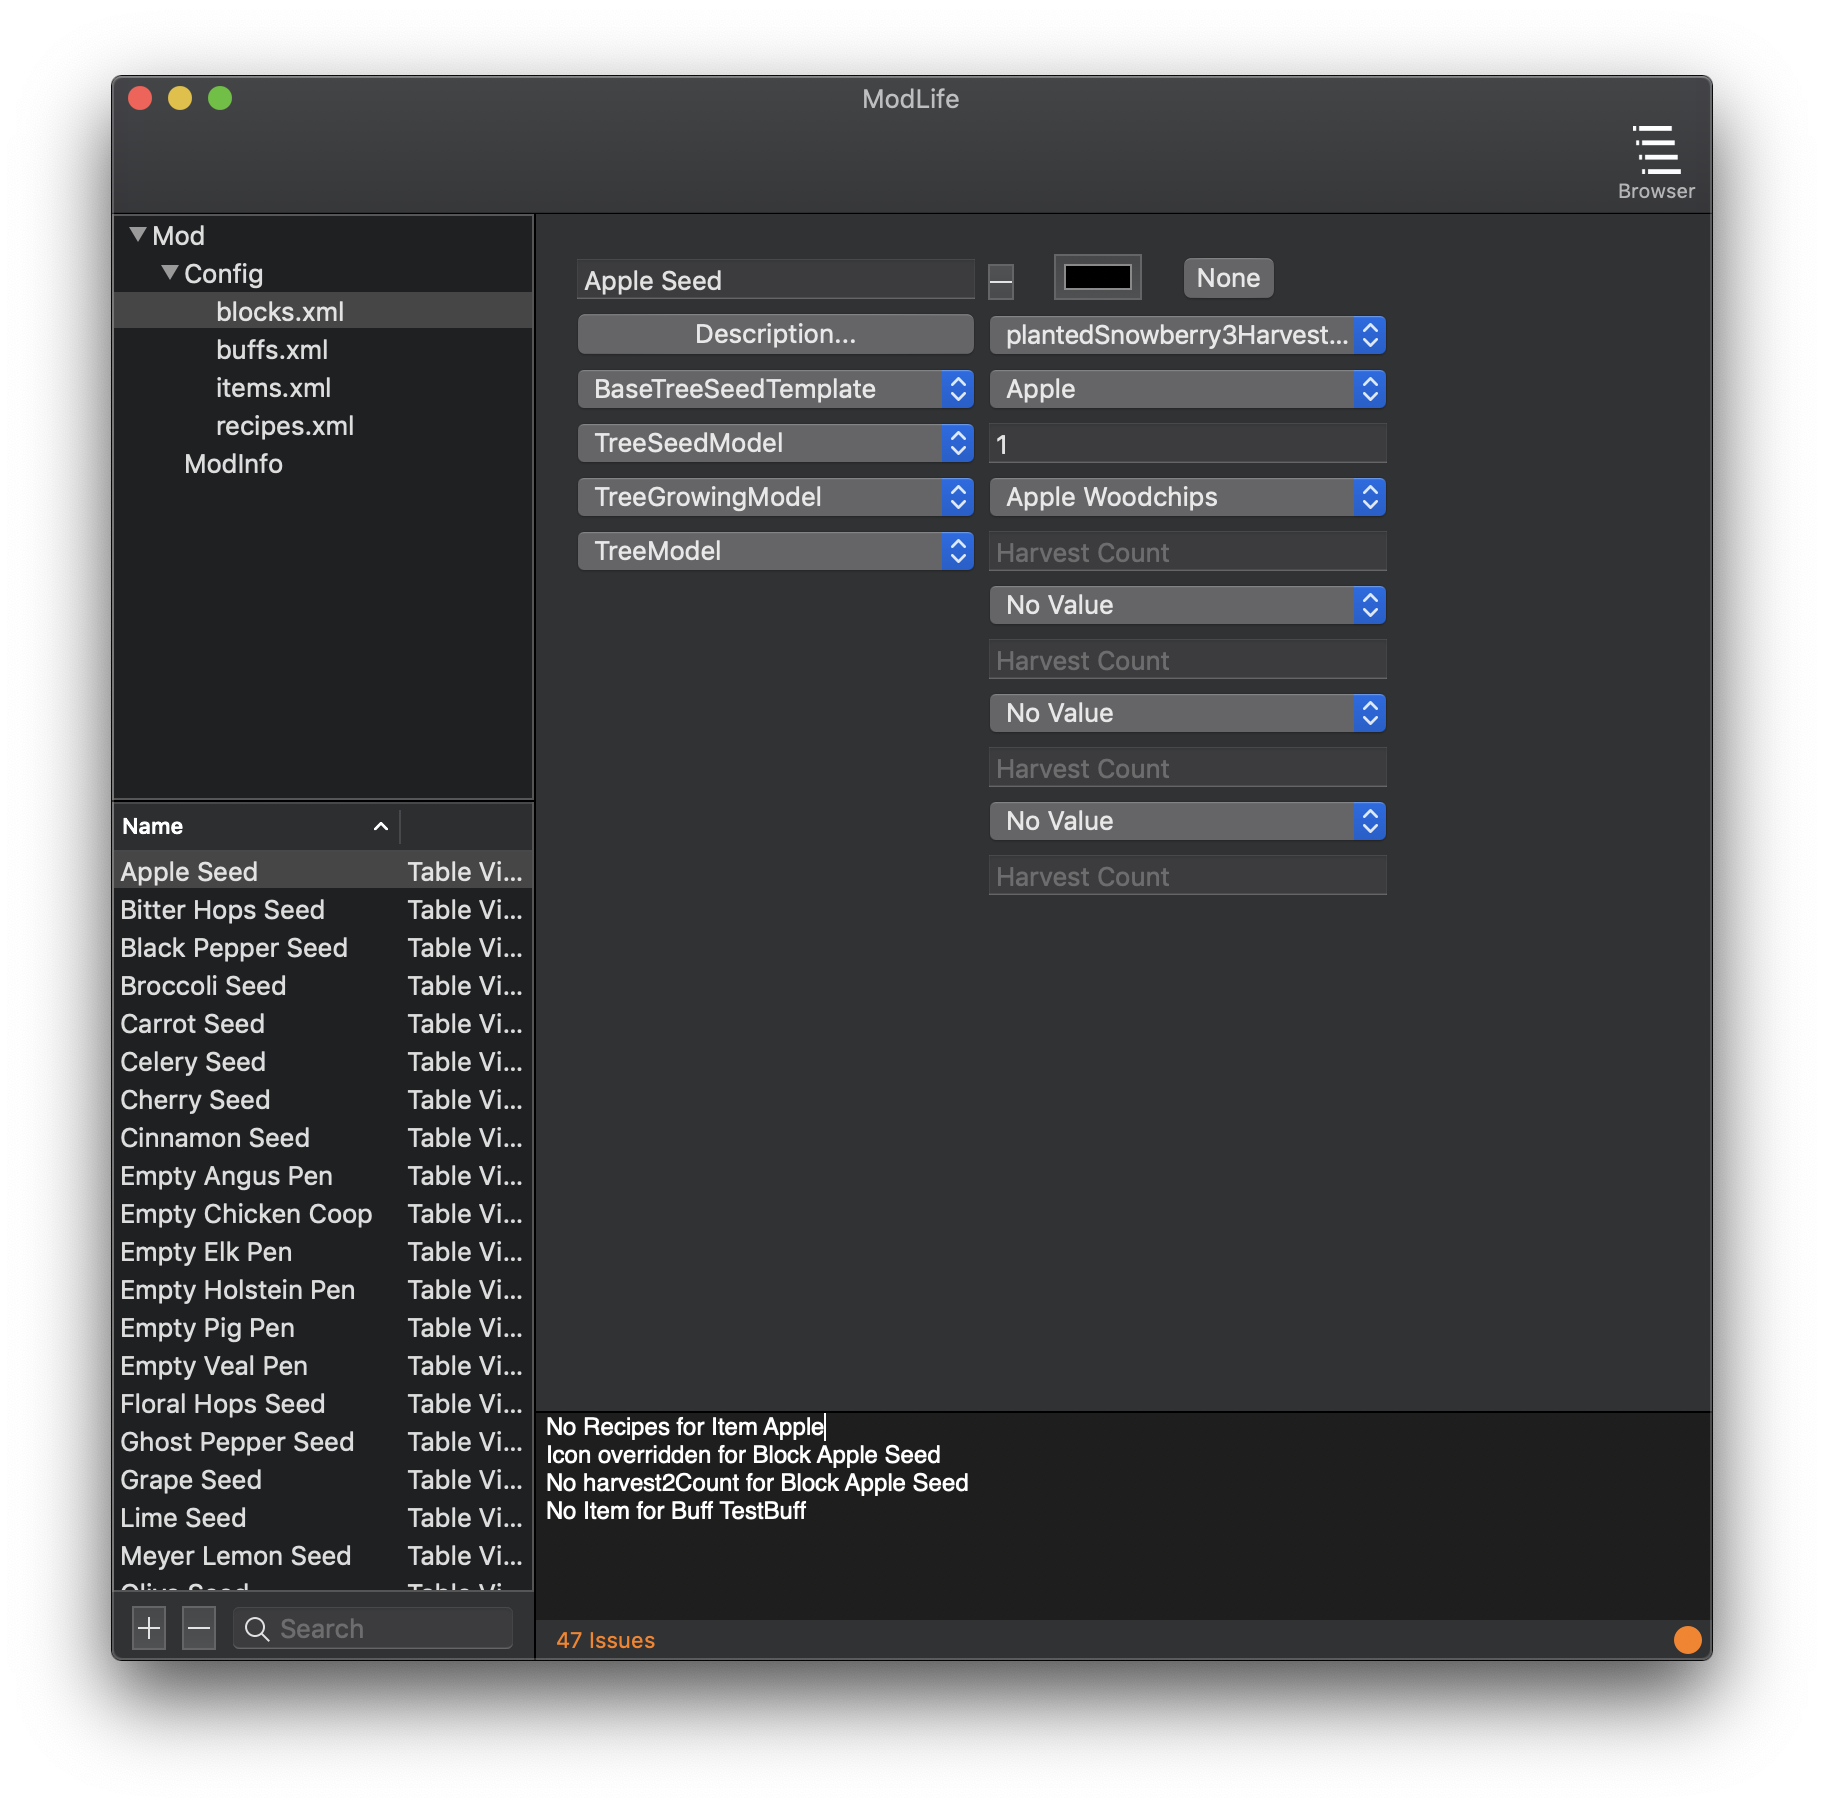 ModLife
Browser
Mod
Config
blocks.xml
buffs.xml
items.xml
recipes.xml
ModInfo
Apple Seed
None
Description...
plantedSnowberry3Harvest...
BaseTreeSeedTemplate
Apple
TreeSeedModel
1
TreeGrowingModel
Apple Woodchips
TreeModel
Harvest Count
No Value
Harvest Count
No Value
Harvest Count
No Value
Harvest Count
Name
Apple Seed Table Vi...
Bitter Hops Seed Table Vi...
Black Pepper Seed Table Vi...
Broccoli Seed Table Vi...
Carrot Seed Table Vi...
Celery Seed Table Vi...
Cherry Seed Table Vi...
Cinnamon Seed Table Vi...
Empty Angus Pen Table Vi...
Empty Chicken Coop Table Vi...
Empty Elk Pen Table Vi...
Empty Holstein Pen Table Vi...
Empty Pig Pen Table Vi...
Empty Veal Pen Table Vi...
Floral Hops Seed Table Vi...
Ghost Pepper Seed Table Vi...
Grape Seed Table Vi...
Lime Seed Table Vi...
Meyer Lemon Seed Table Vi...
Olive Seed Table Vi...
Search
No Recipes for Item Apple
Icon overridden for Block Apple Seed
No harvest2Count for Block Apple Seed
No Item for Buff TestBuff
47 Issues